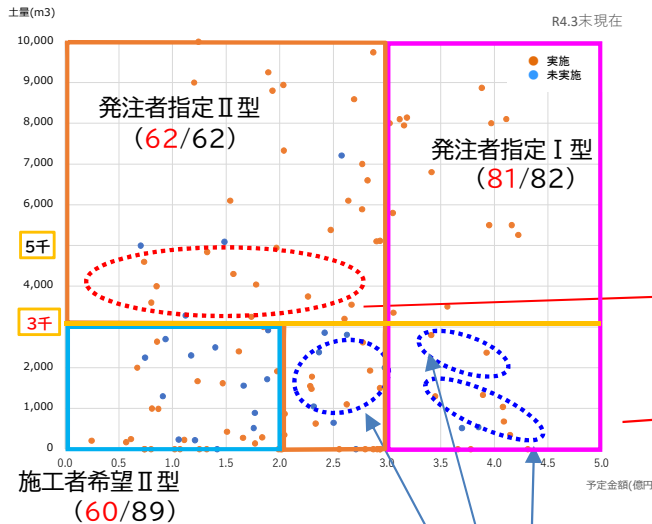 土量(m3)
R4.3末現在
10,000
実施
未実施
9,000
発注者指定Ⅱ型
(62/62)
8,000
発注者指定Ⅰ型
(81/82)
7,000
6,000
5千
4,000
3千
2,000
1,000
0
0.0 0.5 1.0 1.5 2.0 2.5 3.0 3.5 4.0 4.5 5.0
予定金額(億円
施工者希望Ⅱ型
(60/89)